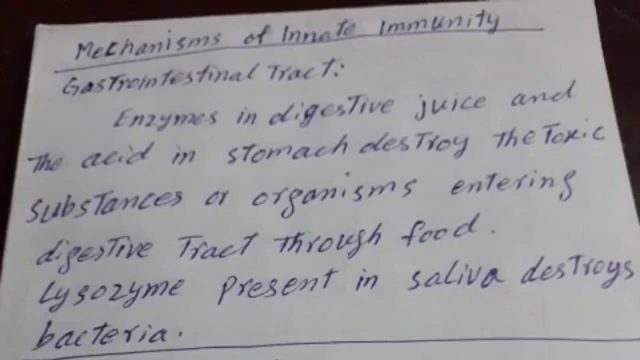 Mechanisms of Innate Immunity
Gastrointestinal Tract:
Enzymes in digestive juice and
The acid in stomach destroy the toxic
substances or organisms entering
digestive Tract through food.
Lysozyme present in saliva destroys
bacteria.